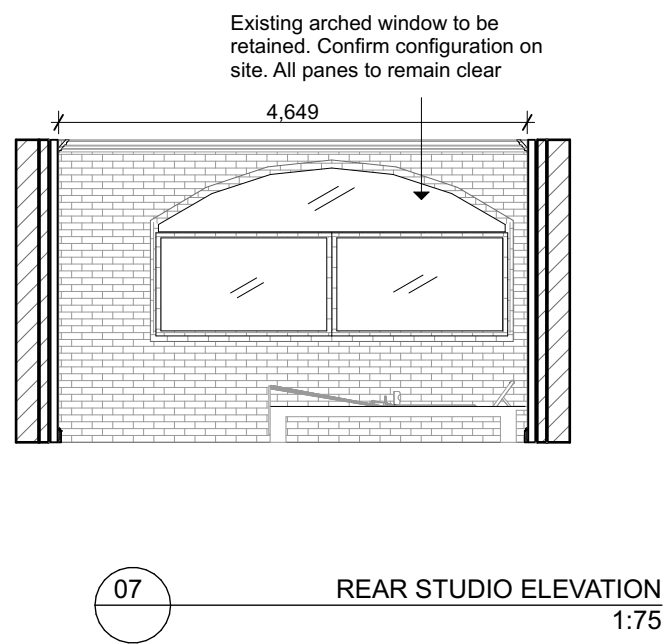 Existing arched window to be
retained. Confirm configuration on
site. All panes to remain clear
4,649
07
REAR STUDIO ELEVATION
1:75